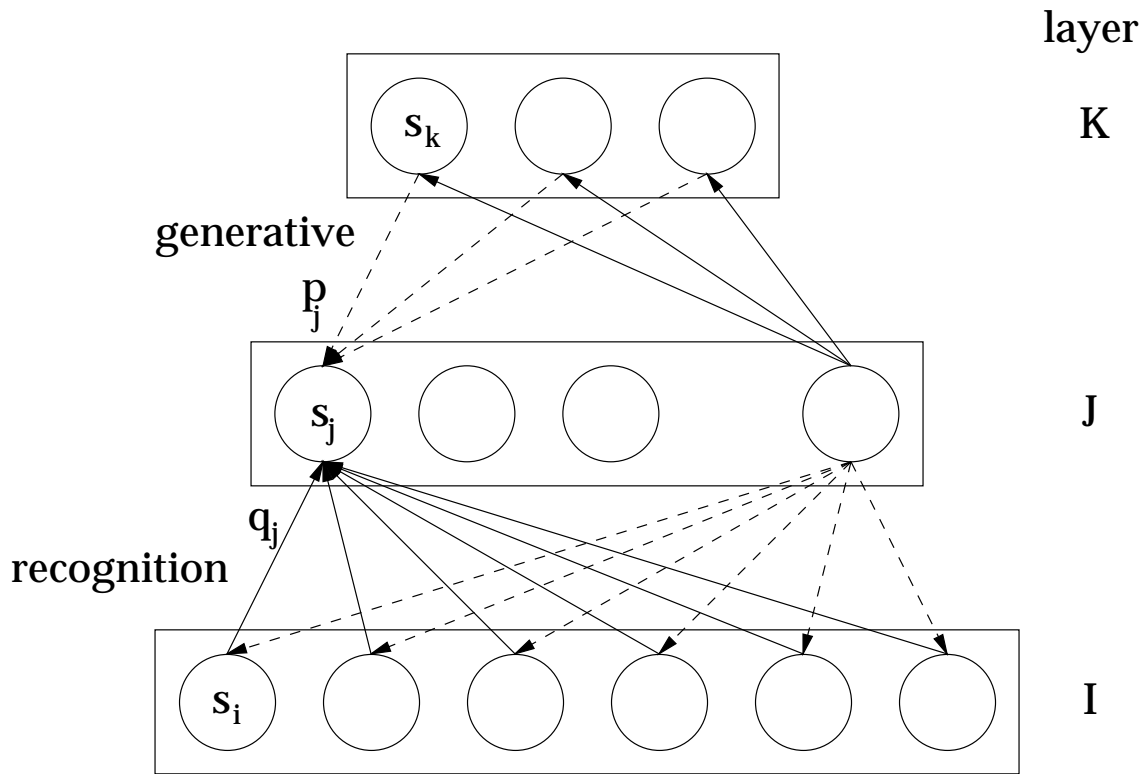 layer
s_k
K
generative
p_j
s_j
J
q_j
recognition
s_i
I